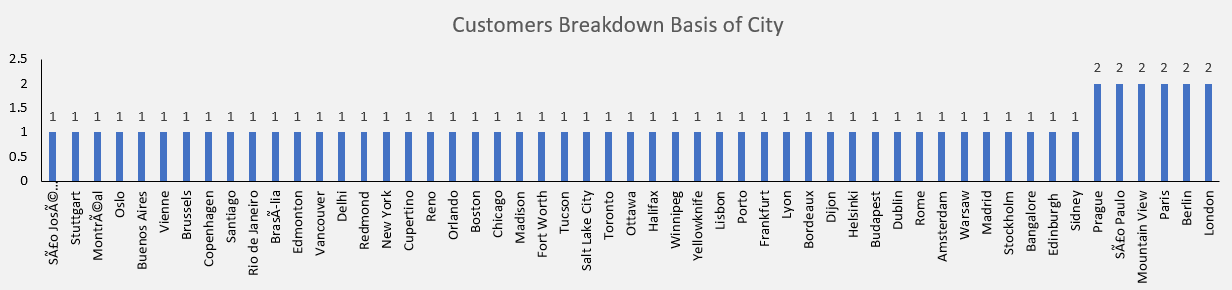 Customers Breakdown Basis of City
2.5
2
1.5
1
0.5
0
1 1 1 1 1 1 1 1 1 1 1 1 1 1 1 1 1 1 1 1 1 1 1 1 1 1 1 1 1 1 1 1 1 1 1 1 1 1 1 1 1 1 1 1 1 1 1 2 2 2 2 2 2
SÃ£o JosÃ©...
Stuttgart
MontrÃ©al
Oslo
Buenos Aires
Vienne
Brussels
Copenhagen
Santiago
Rio de Janeiro
BrasÃ­-lia
Edmonton
Vancouver
Delhi
Redmond
New York
Cupertino
Reno
Orlando
Boston
Chicago
Madison
Fort Worth
Tucson
Salt Lake City
Toronto
Ottawa
Halifax
Winnipeg
Yellowknife
Lisbon
Porto
Frankfurt
Lyon
Bordeaux
Dijon
Helsinki
Budapest
Dublin
Rome
Amsterdam
Warsaw
Madrid
Stockholm
Bangalore
Edinburgh
Sidney
Prague
SÃ£o Paulo
Mountain View
Paris
Berlin
London